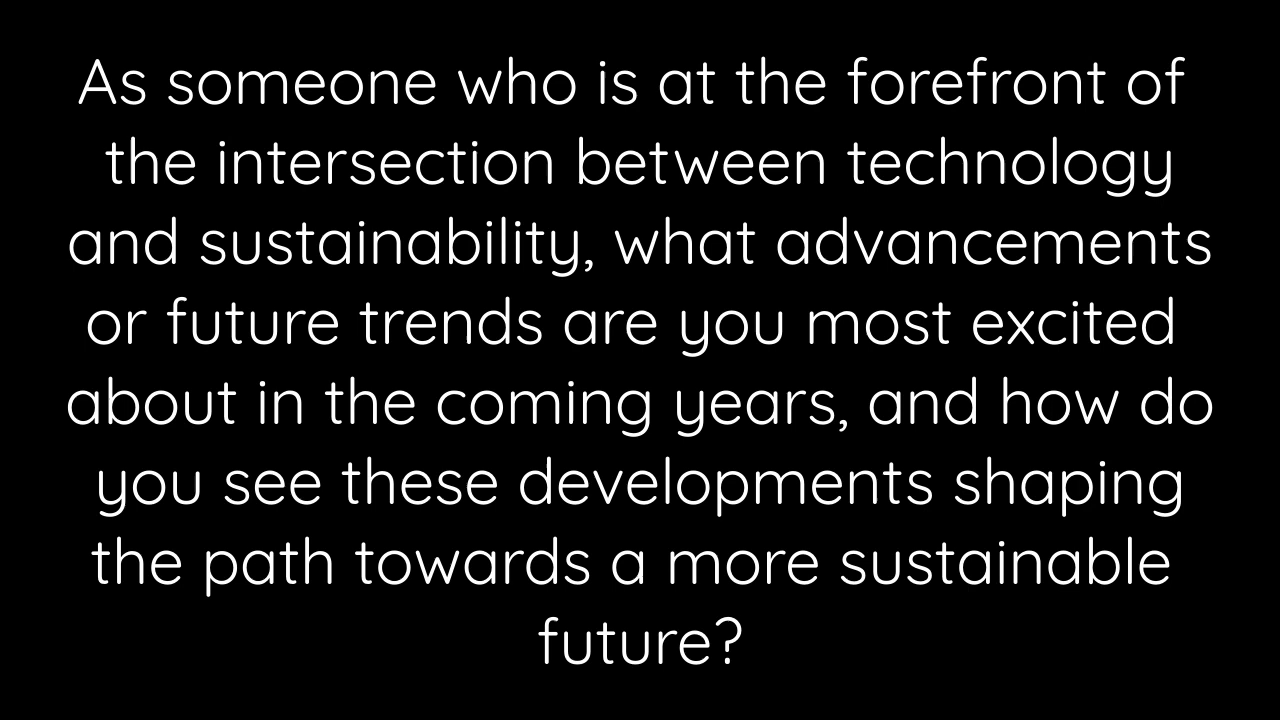 As someone who is at the forefront of
the intersection between technology
and sustainability, what advancements
or future trends are you most excited
about in the coming years, and how do
you see these developments shaping
the path towards a more sustainable
future?